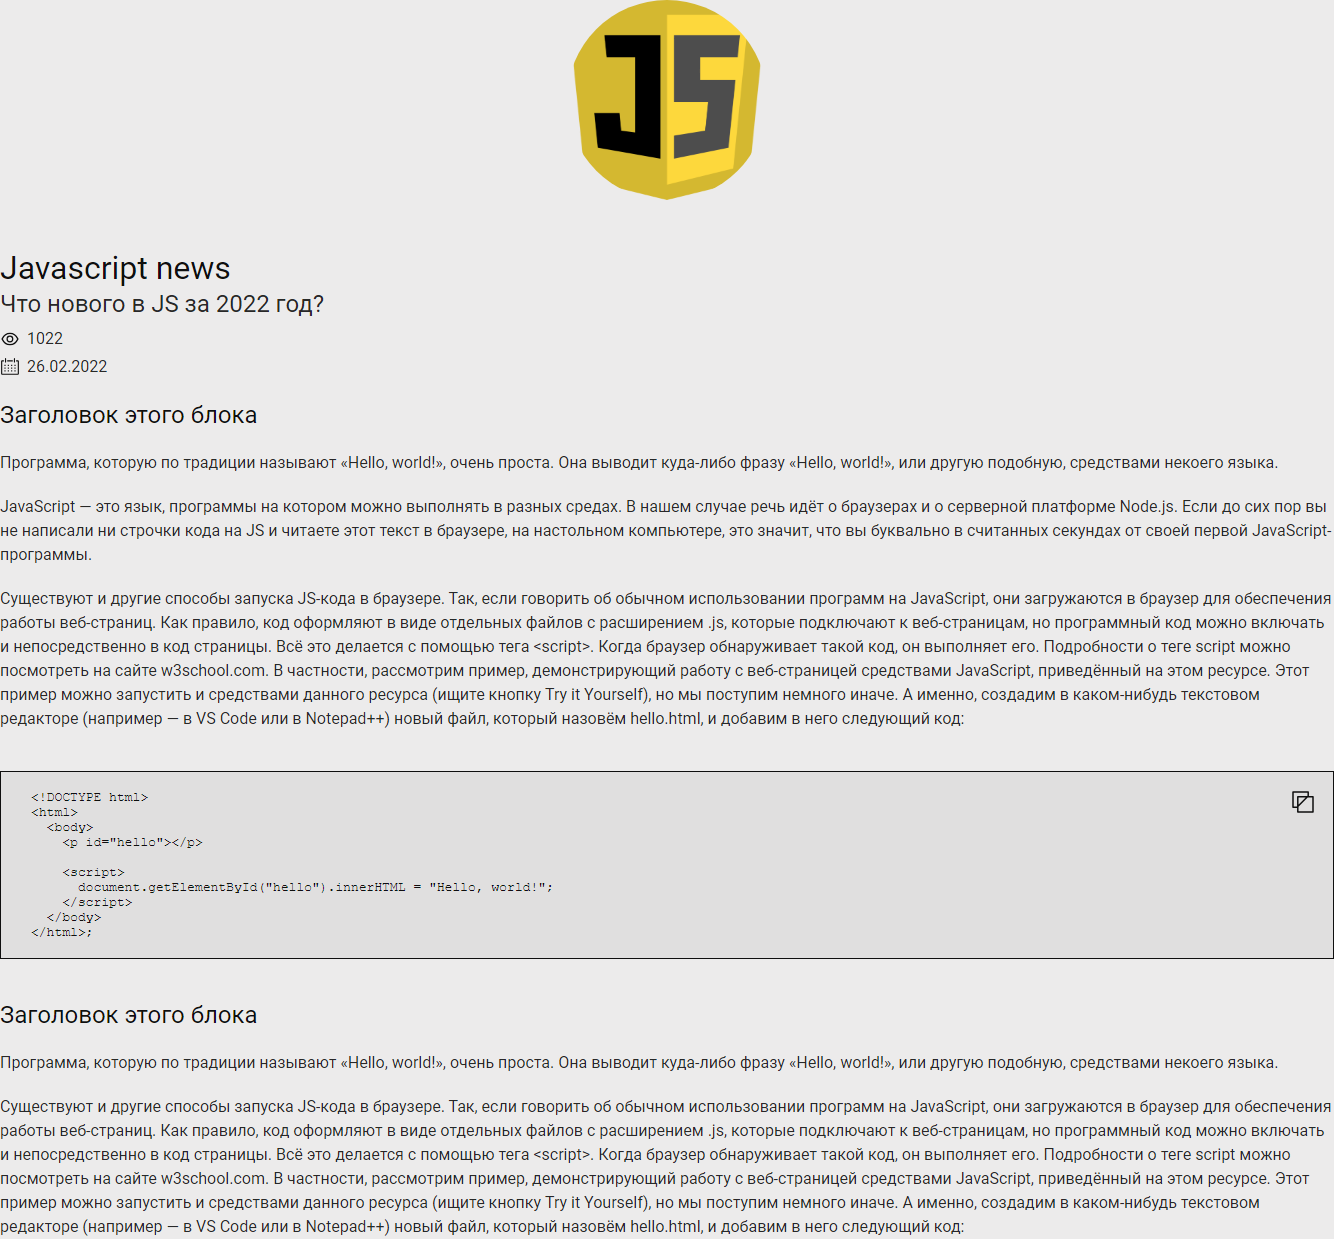 JS
Javascript news
Что нового в JS за 2022 год?
1022
26.02.2022
Заголовок этого блока
Программа, которую по традиции называют «Hello, world!», очень проста. Она выводит куда-либо фразу «Hello, world!», или другую подобную, средствами некоего языка.
JavaScript — это язык, программы на котором можно выполнять в разных средах. В нашем случае речь идёт о браузерах и о серверной платформе Node.js. Если до сих пор вы
не написали ни строчки кода на JS и читаете этот текст в браузере, на настольном компьютере, это значит, что вы буквально в считанных секундах от своей первой JavaScript-
программы.
Существуют и другие способы запуска JS-кода в браузере. Так, если говорить об обычном использовании программ на JavaScript, они загружаются в браузер для обеспечения
работы веб-страниц. Как правило, код оформляют в виде отдельных файлов с расширением .js, которые подключают к веб-страницам, но программный код можно включать
и непосредственно в код страницы. Всё это делается с помощью тега <script>. Когда браузер обнаруживает такой код, он выполняет его. Подробности о теге script можно
посмотреть на сайте w3school.com. В частности, рассмотрим пример, демонстрирующий работу с веб-страницей средствами JavaScript, приведённый на этом ресурсе. Этот
пример можно запустить и средствами данного ресурса (ищите кнопку Try it Yourself), но мы поступим немного иначе. А именно, создадим в каком-нибудь текстовом
редакторе (например — в VS Code или в Notepad++) новый файл, который назовём hello.html, и добавим в него следующий код:
<!DOCTYPE html>
<html>
  <body>
    <p id="hello"></p>
    <script>
      document.getElementById("hello").innerHTML = "Hello, world!";
    </script>
  </body>
</html>;
Заголовок этого блока
Программа, которую по традиции называют «Hello, world!», очень проста. Она выводит куда-либо фразу «Hello, world!», или другую подобную, средствами некоего языка.
Существуют и другие способы запуска JS-кода в браузере. Так, если говорить об обычном использовании программ на JavaScript, они загружаются в браузер для обеспечения
работы веб-страниц. Как правило, код оформляют в виде отдельных файлов с расширением .js, которые подключают к веб-страницам, но программный код можно включать
и непосредственно в код страницы. Всё это делается с помощью тега <script>. Когда браузер обнаруживает такой код, он выполняет его. Подробности о теге script можно
посмотреть на сайте w3school.com. В частности, рассмотрим пример, демонстрирующий работу с веб-страницей средствами JavaScript, приведённый на этом ресурсе. Этот
пример можно запустить и средствами данного ресурса (ищите кнопку Try it Yourself), но мы поступим немного иначе. А именно, создадим в каком-нибудь текстовом
редакторе (например — в VS Code или в Notepad++) новый файл, который назовём hello.html, и добавим в него следующий код: